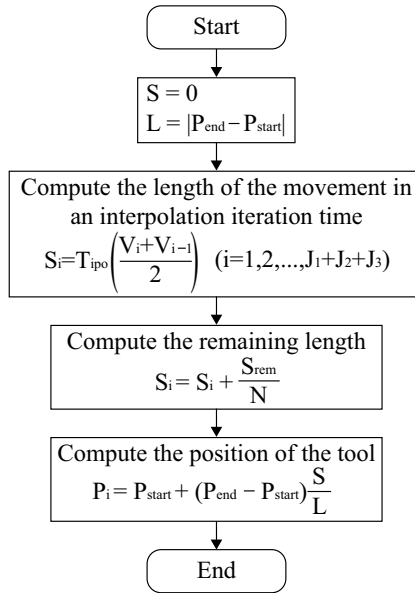 Start
S = 0
L = |Pend − Pstart|
Compute the length of the movement in
an interpolation iteration time
Si=Tipo((Vi+Vi−1)/2) (i=1,2,...,J1+J2+J3)
Compute the remaining length
Si = Si + Srem/N
Compute the position of the tool
Pi = Pstart + (Pend − Pstart) S/L
End